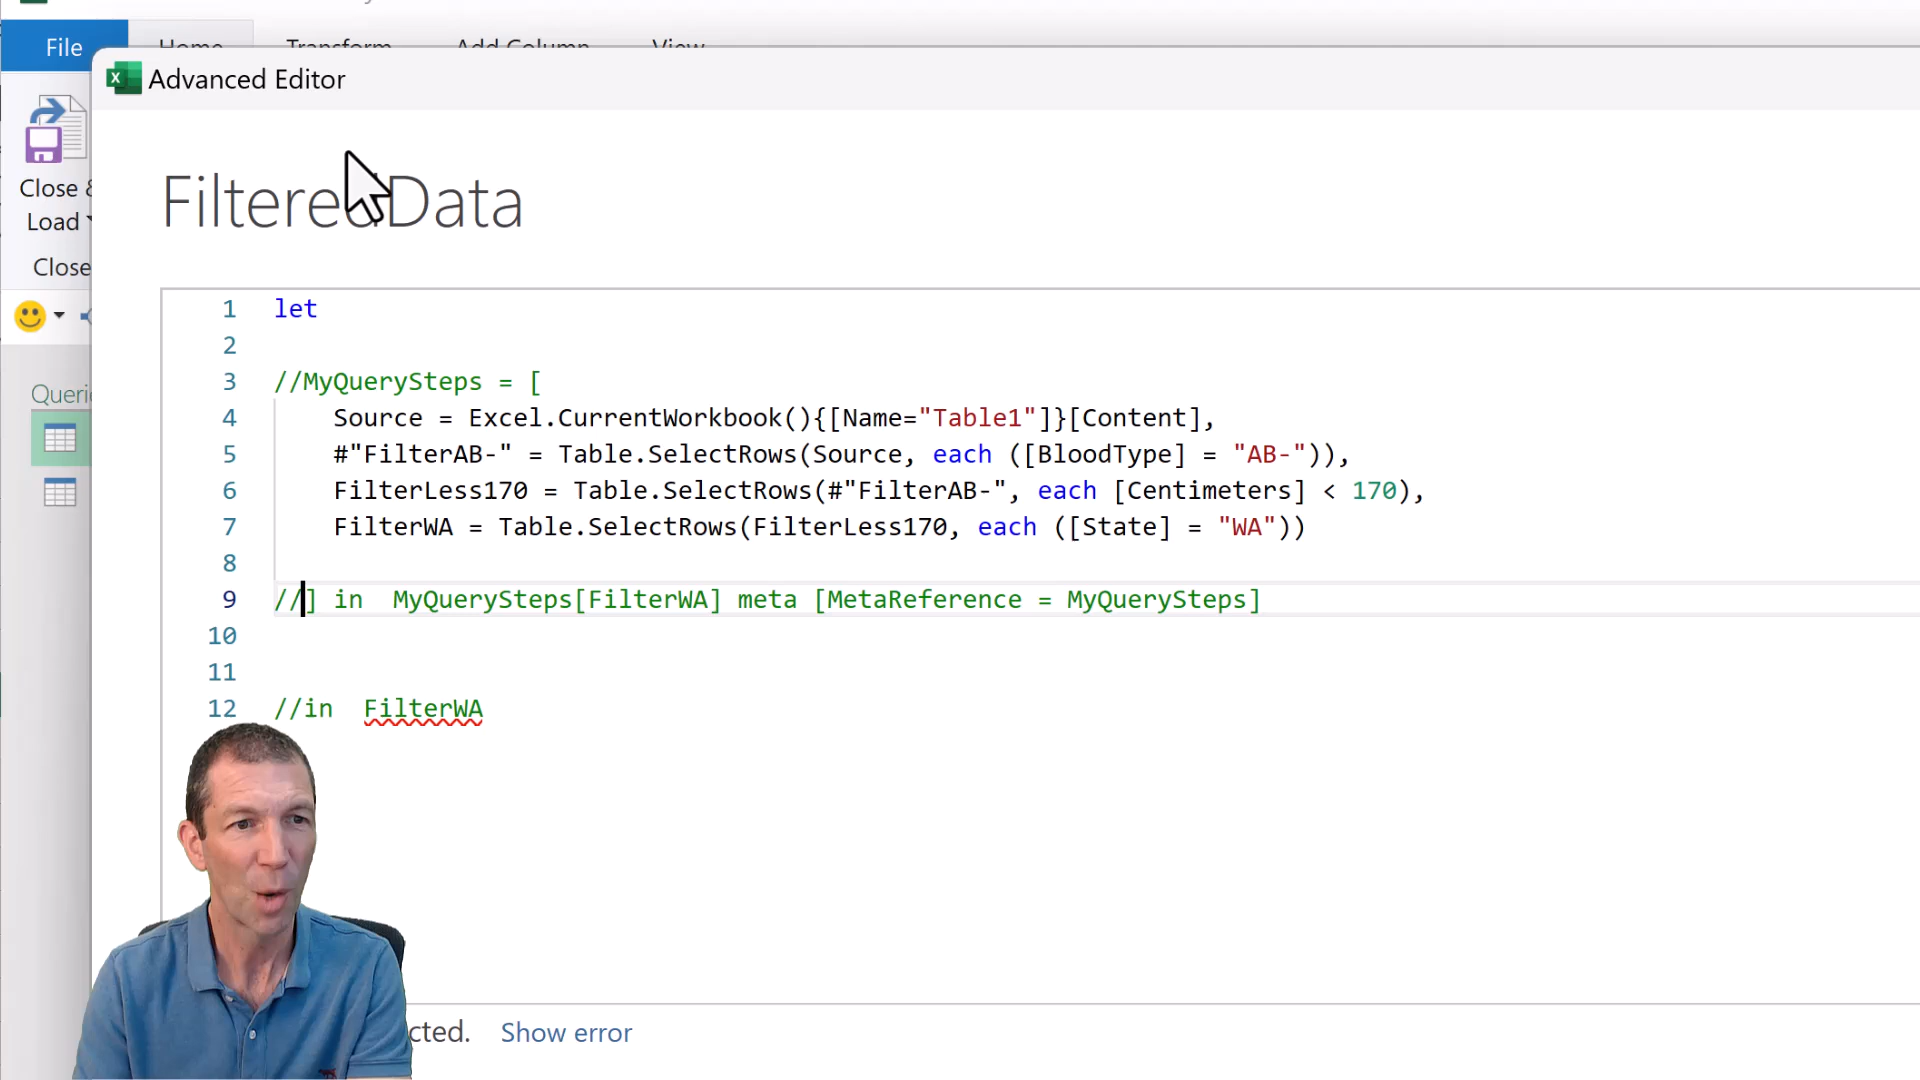 File
Home
Transform
Add Column
View
Advanced Editor
Close &
Load
Close
Filtered Data
1 let
2
3 //MyQuerySteps = [
4 Source = Excel.CurrentWorkbook(){[Name="Table1"]}[Content],
5 #"FilterAB-" = Table.SelectRows(Source, each ([BloodType] = "AB-")),
6 FilterLess170 = Table.SelectRows(#"FilterAB-", each [Centimeters] < 170),
7 FilterWA = Table.SelectRows(FilterLess170, each ([State] = "WA"))
8
9 //] in  MyQuerySteps[FilterWA] meta [MetaReference = MyQuerySteps]
10
11
12 //in  FilterWA
Show error